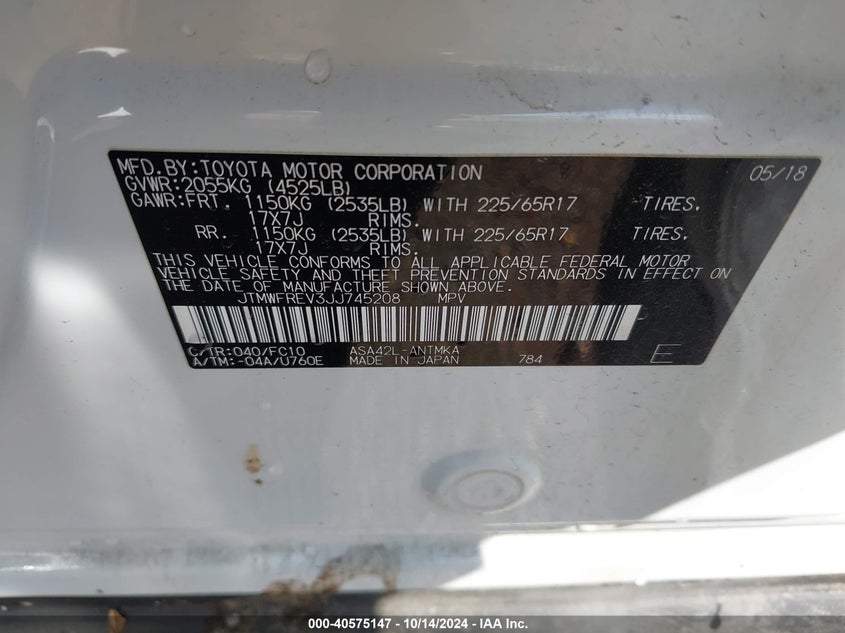 MFD. BY: TOYOTA MOTOR CORPORATION 05/18
GVWR: 2055KG (4525LB)
GAWR: FRT. 1150KG (2535LB) WITH 225/65R17 TIRES.
17X7J RIMS.
RR. 1150KG (2535LB) WITH 225/65R17 TIRES.
17X7J RIMS.
THIS VEHICLE CONFORMS TO ALL APPLICABLE FEDERAL MOTOR
VEHICLE SAFETY AND THEFT PREVENTION STANDARDS IN EFFECT ON
THE DATE OF MANUFACTURE SHOWN ABOVE.
JTMWFREV3JJ745208 MPV
C/TR: 040/FC10 ASA42L-ANTMKA
A/TM: -04A/U760E MADE IN JAPAN 784 E
000-40575147 - 10/14/2024 - IAA Inc.